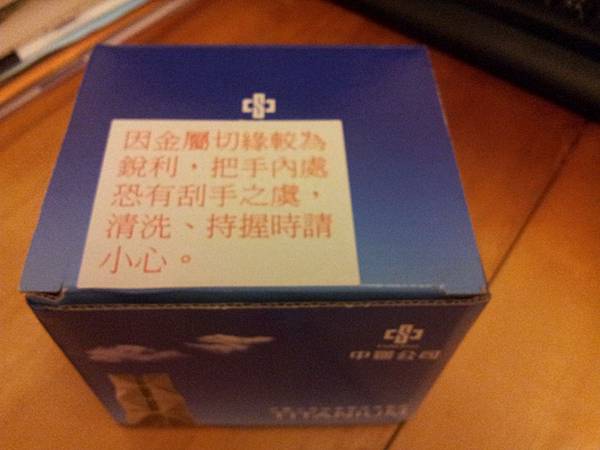 因金屬切緣較為
銳利，把手內處
恐有刮手之虞，
清洗、持握時請
小心。
TITANIUM